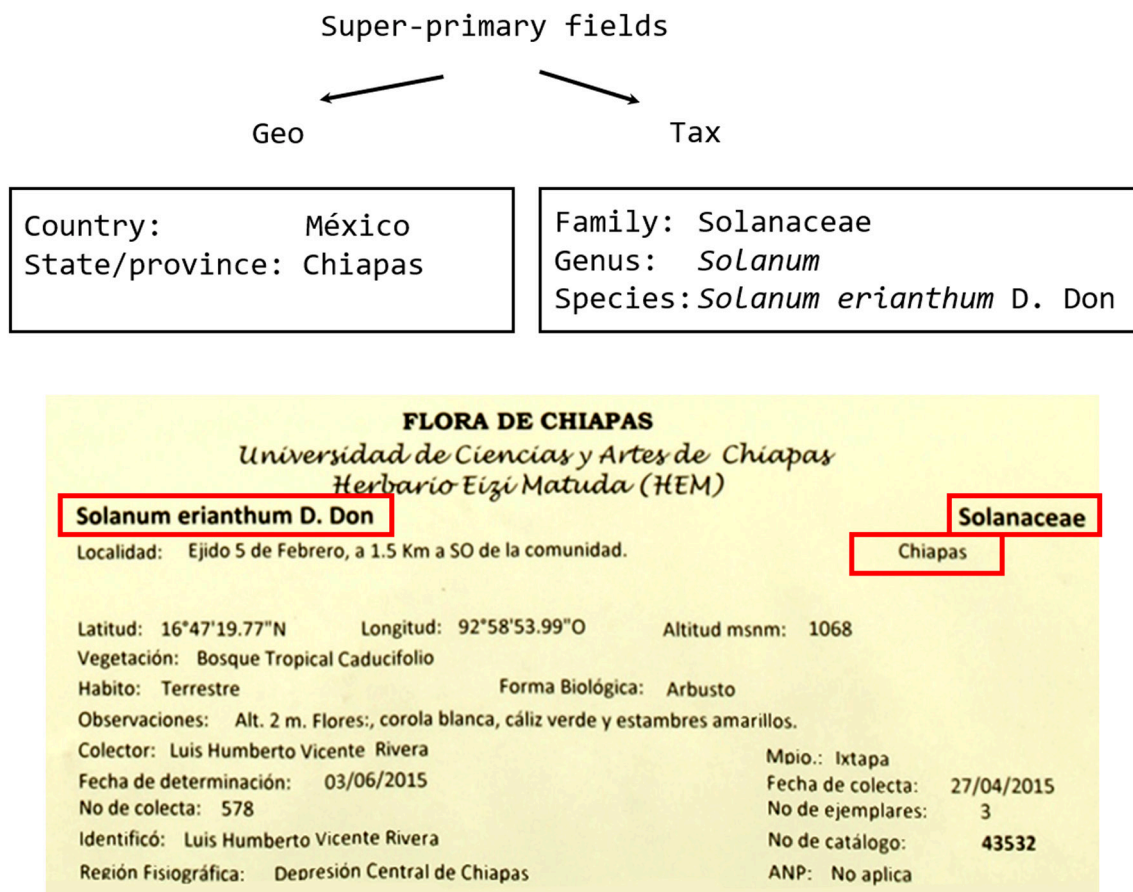 Super-primary fields
Geo Tax
Country: México
State/province: Chiapas
Family: Solanaceae
Genus: Solanum
Species: Solanum erianthum D. Don
FLORA DE CHIAPAS
Universidad de Ciencias y Artes de Chiapas
Herbario Eizi Matuda (HEM)
Solanum erianthum D. Don Solanaceae
Localidad: Ejido 5 de Febrero, a 1.5 Km a SO de la comunidad. Chiapas
Latitud: 16°47'19.77"N Longitud: 92°58'53.99"O Altitud msnm: 1068
Vegetación: Bosque Tropical Caducifolio
Habito: Terrestre Forma Biológica: Arbusto
Observaciones: Alt. 2 m. Flores:, corola blanca, cáliz verde y estambres amarillos.
Colector: Luis Humberto Vicente Rivera Mpio.: Ixtapa
Fecha de determinación: 03/06/2015 Fecha de colecta: 27/04/2015
No de colecta: 578 No de ejemplares: 3
Identificó: Luis Humberto Vicente Rivera No de catálogo: 43532
Región Fisiográfica: Depresión Central de Chiapas ANP: No aplica